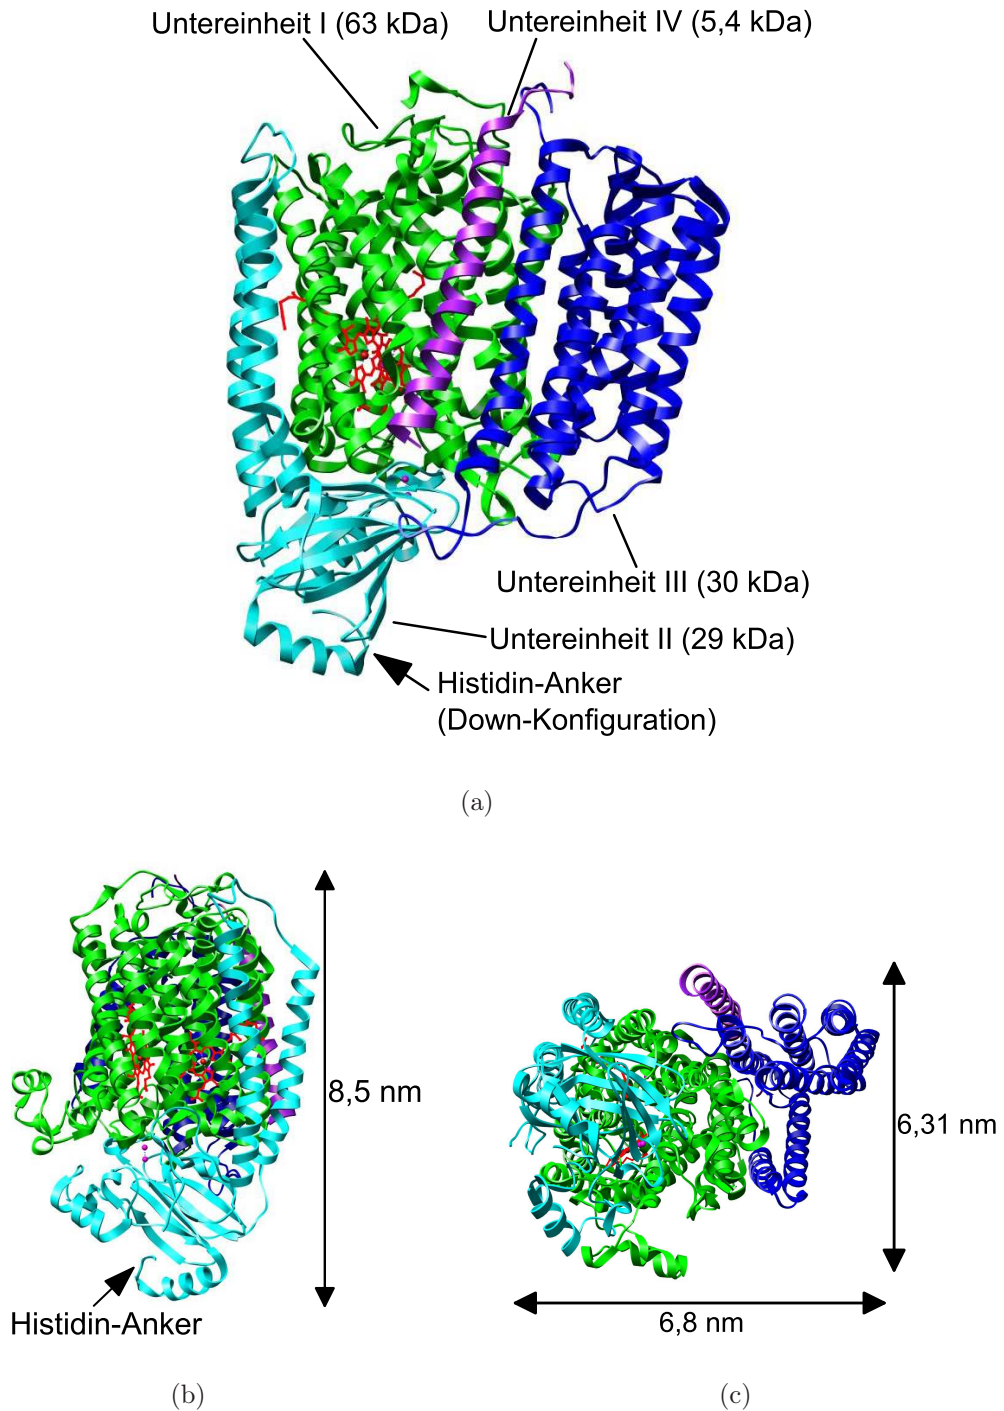 Untereinheit I (63 kDa)
Untereinheit IV (5,4 kDa)
Untereinheit III (30 kDa)
Untereinheit II (29 kDa)
Histidin-Anker
(Down-Konfiguration)
(a)
8,5 nm
Histidin-Anker
(b)
6,31 nm
6,8 nm
(c)